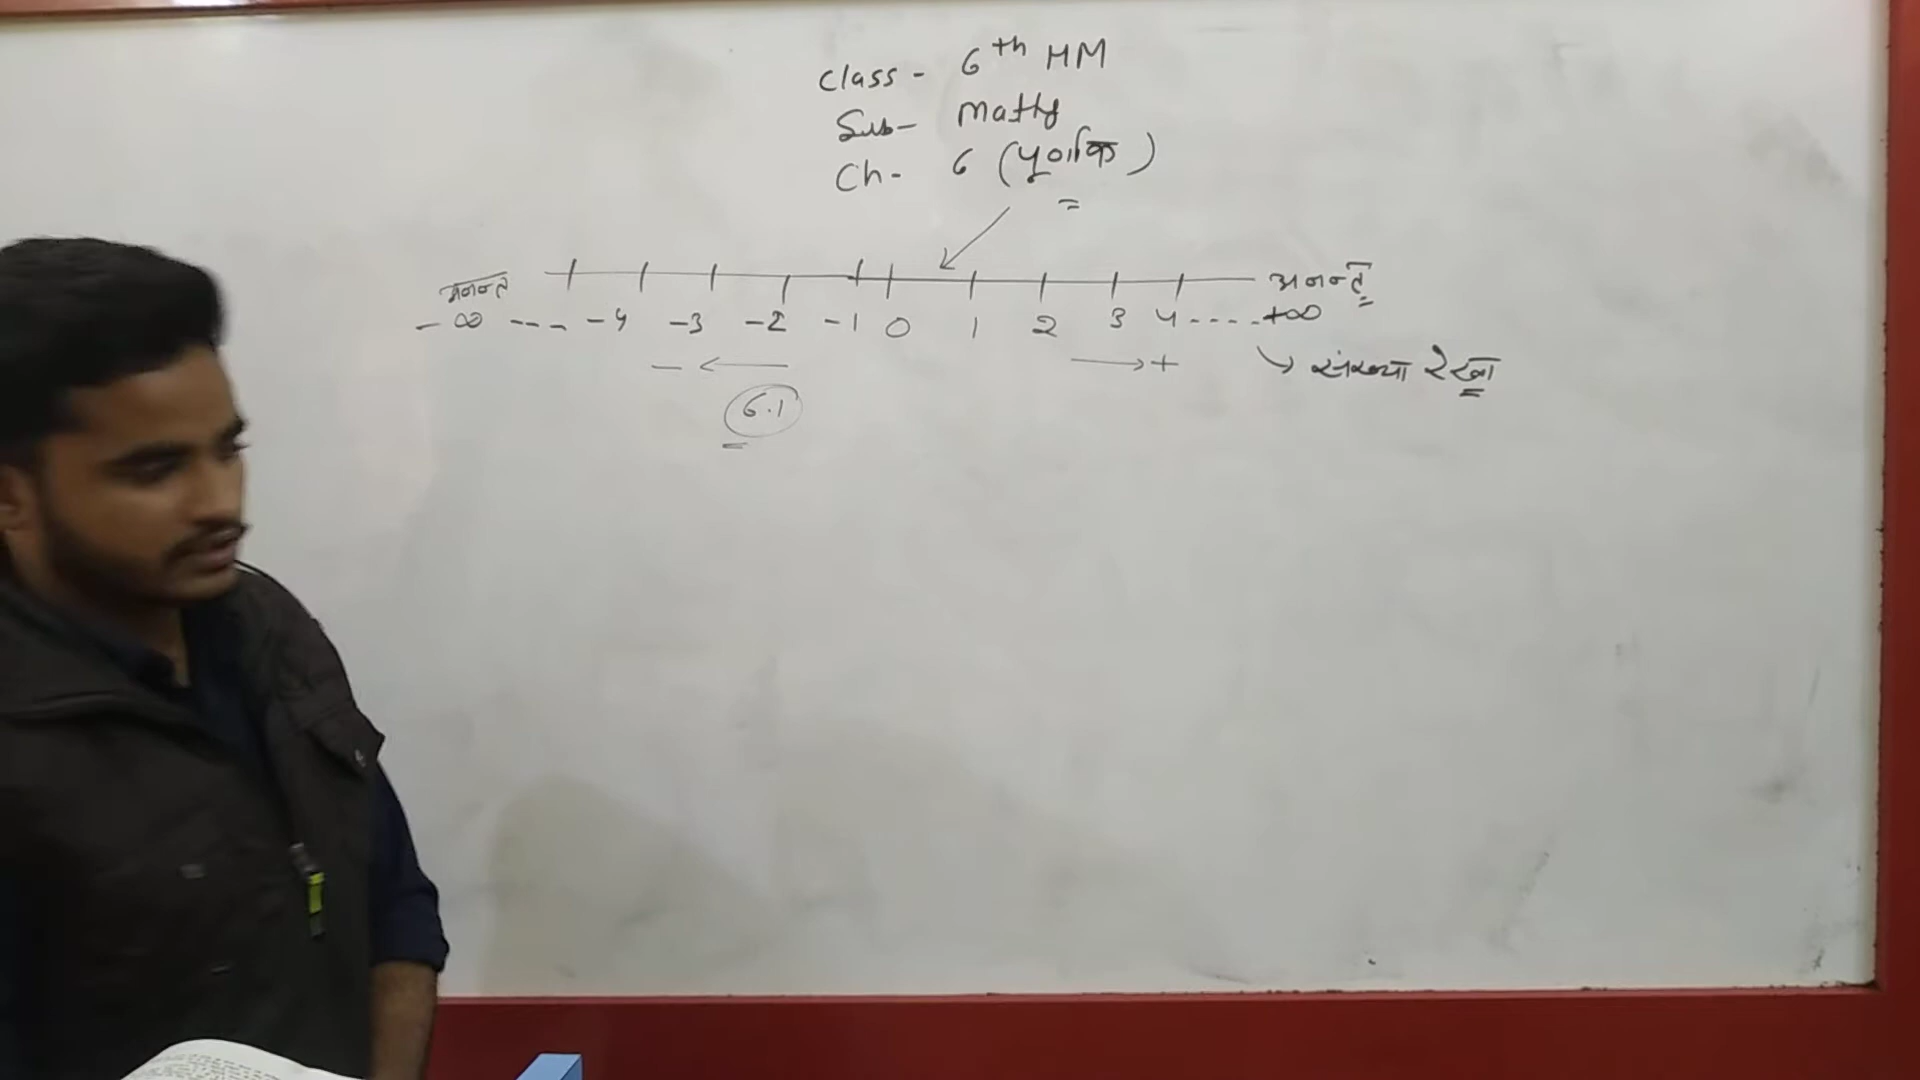 Class - 6th HM
Sub- Maths
Ch- 6 (पूर्णांक)
अनन्त अनन्त
-∞ --- -4 -3 -2 -1 0 1 2 3 4 ---- +∞
- ← → + ↘ संख्या रेखा
6.1